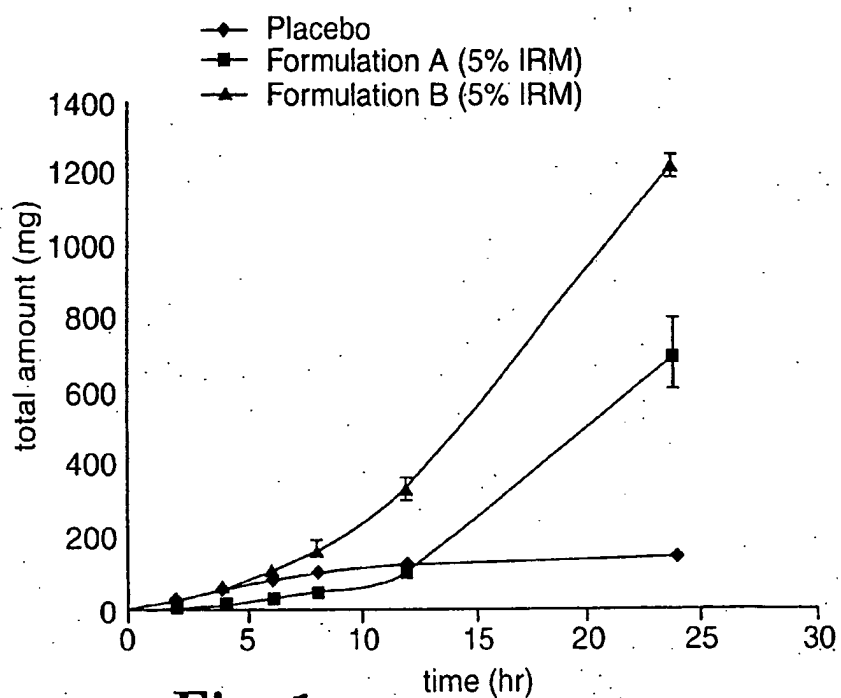 Placebo
Formulation A (5% IRM)
Formulation B (5% IRM)
1400
1200
1000
800
600
400
200
0
total amount (mg)
0 5 10 15 20 25 30
time (hr)